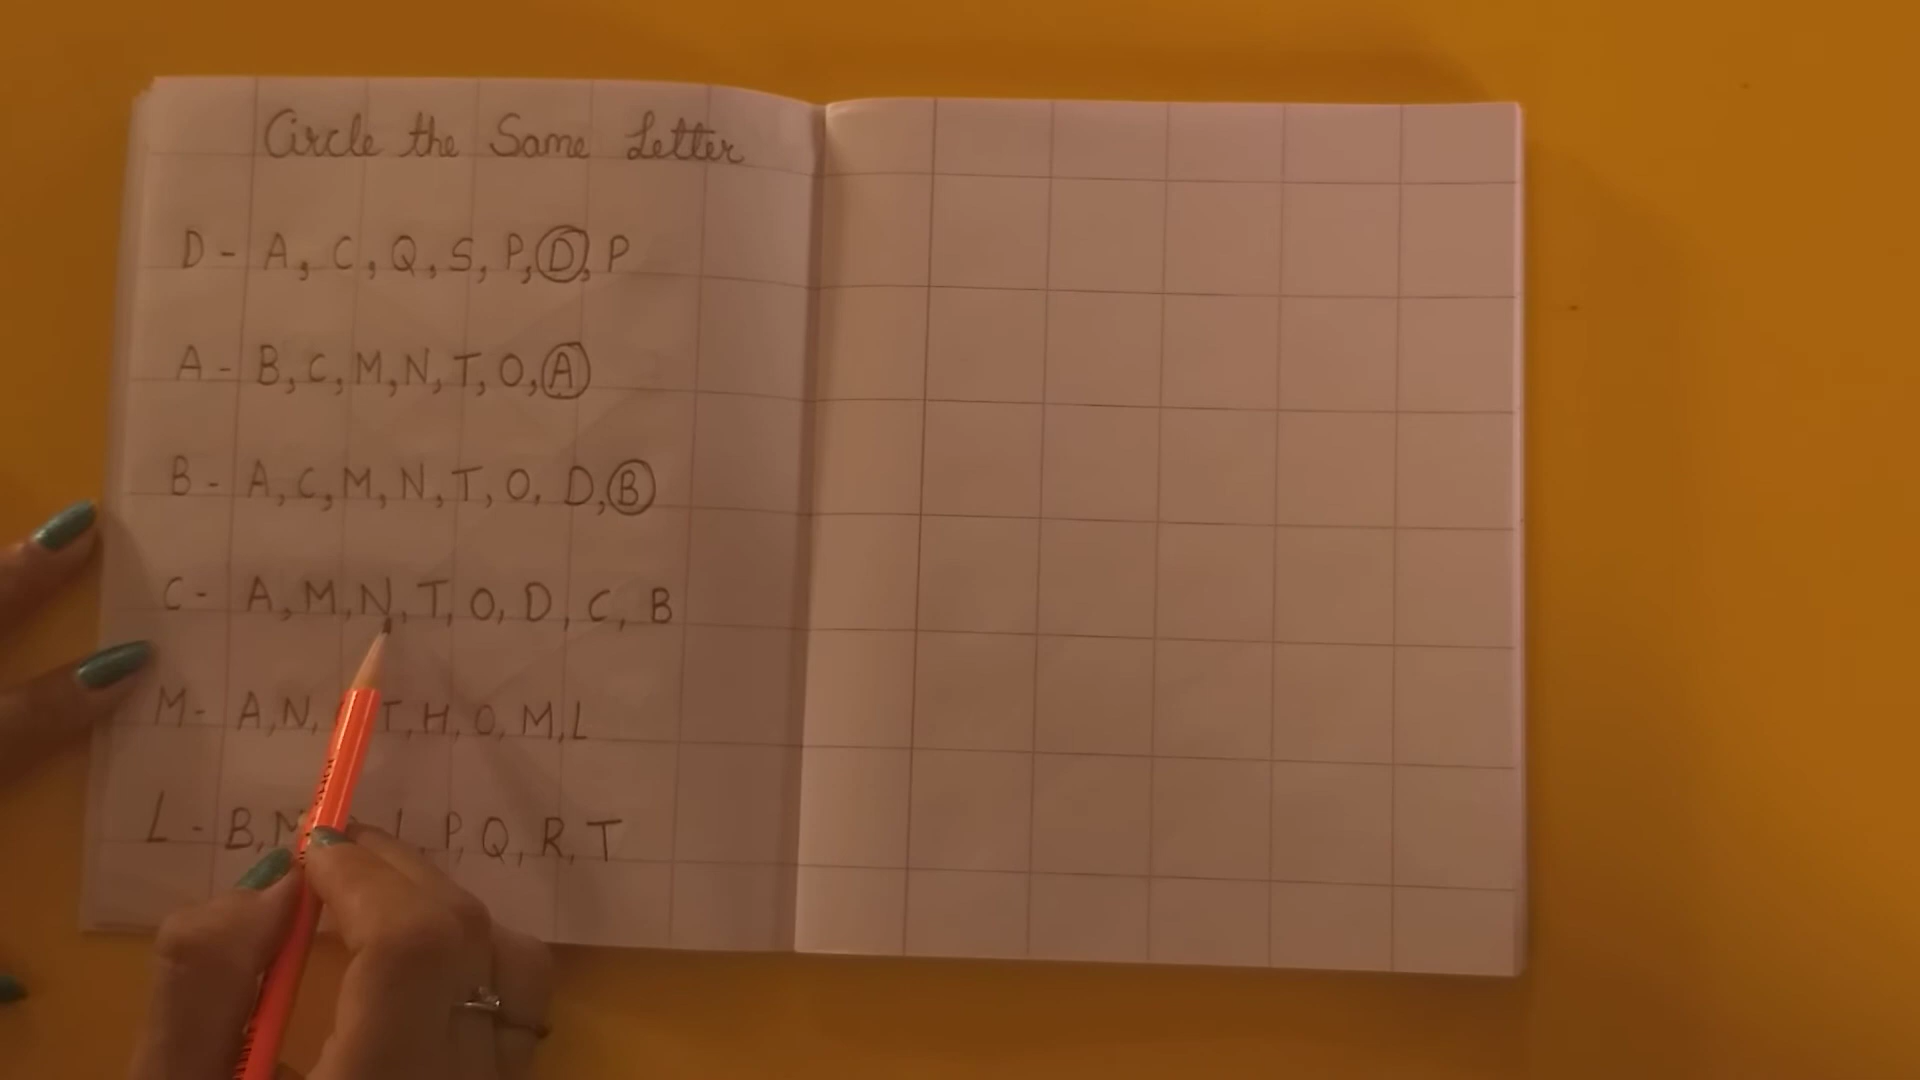 Circle the Same Letter
D - A, C, Q, S, P, D, P
A - B, C, M, N, T, O, A
B - A, C, M, N, T, O, D, B
C - A, M, N, T, O, D, C, B
M - A, N, T, H, O, M, L
L - B, P, Q, R, T